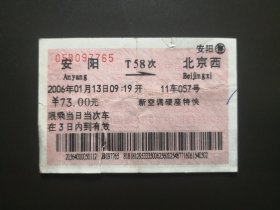 05B097765
安阳售
安阳 T58次 北京西
Anyang Beijingxi
2006年01月13日09:19开 11车057号
¥73.00元 新空调硬座特快
限乘当日当次车
在3日内到有效